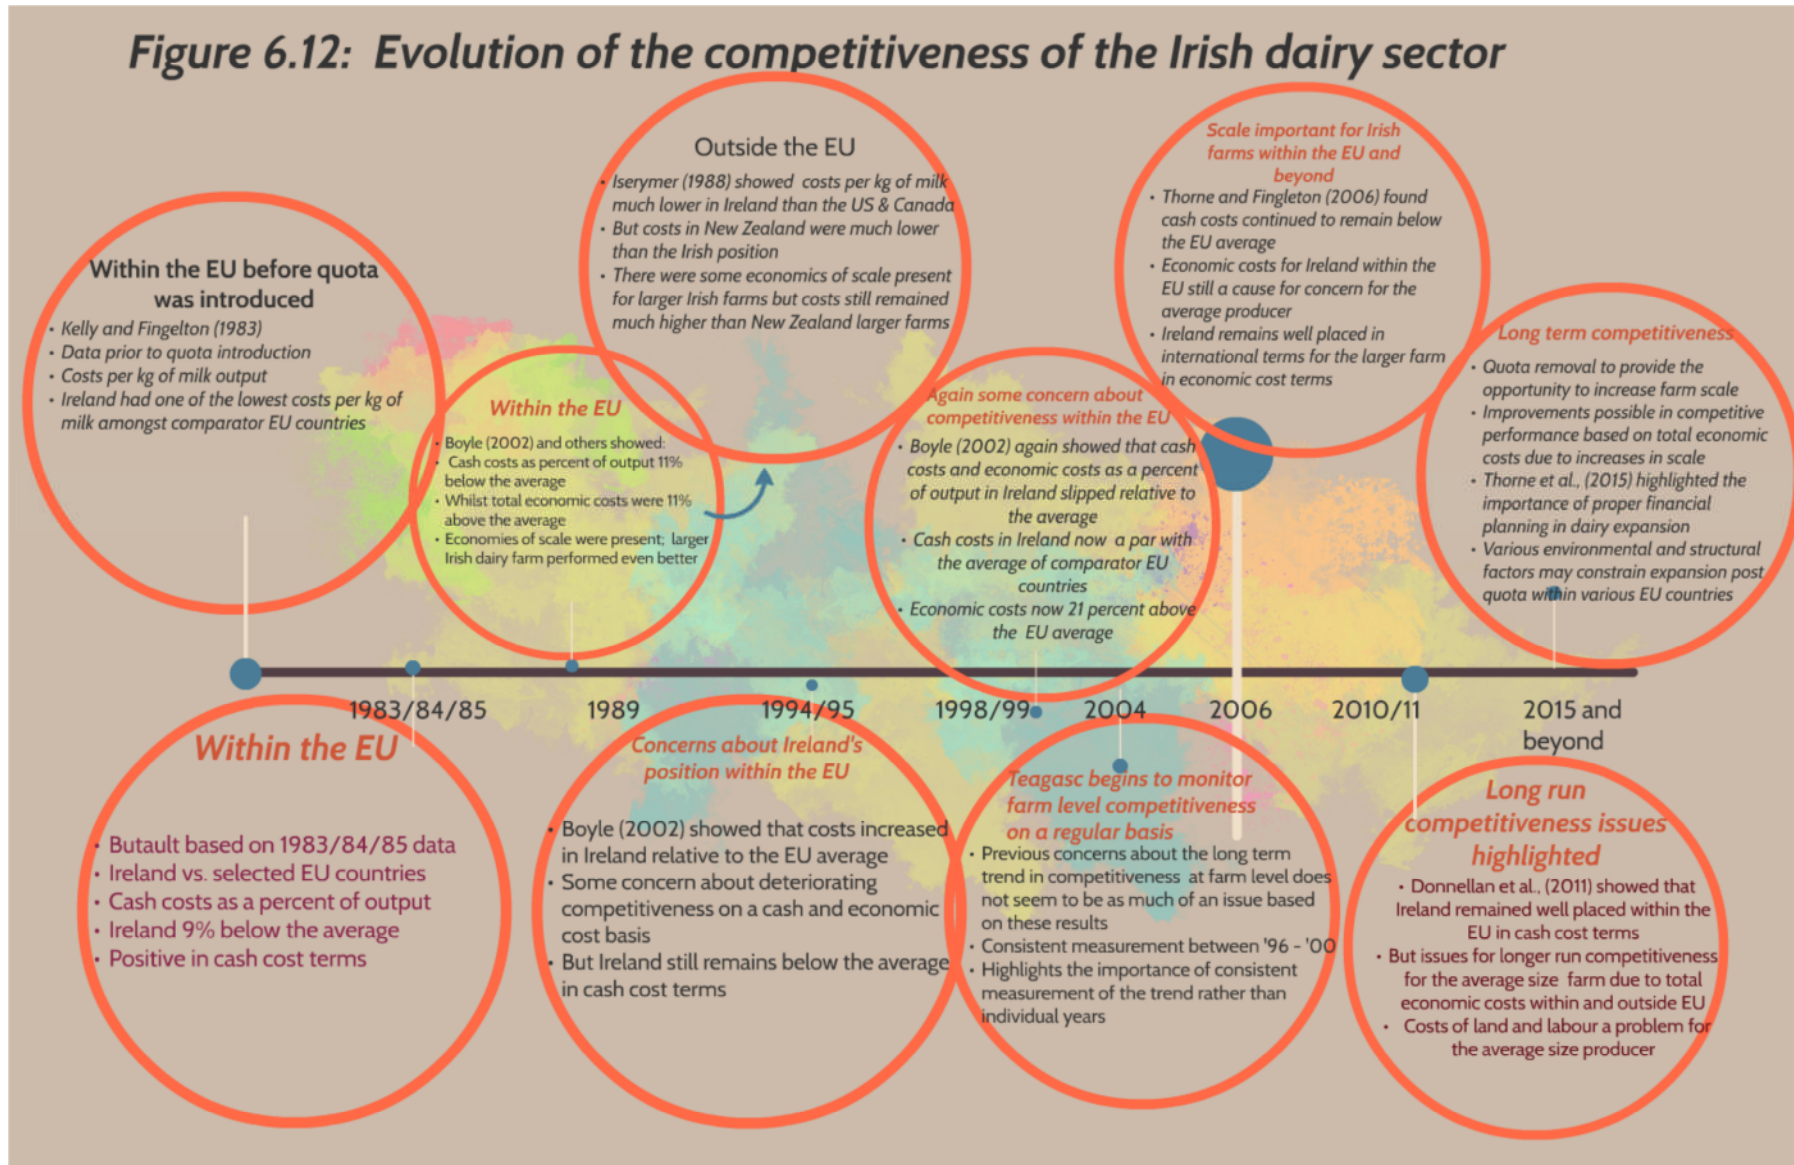 Figure 6.12: Evolution of the competitiveness of the Irish dairy sector
Within the EU before quota
was introduced
• Kelly and Fingelton (1983)
• Data prior to quota introduction
• Costs per kg of milk output
• Ireland had one of the lowest costs per kg of
milk amongst comparator EU countries
Within the EU
• Boyle (2002) and others showed:
• Cash costs as percent of output 11%
below the average
• Whilst total economic costs were 11%
above the average
• Economies of scale were present; larger
Irish dairy farm performed even better
Outside the EU
• Iserymer (1988) showed costs per kg of milk
much lower in Ireland than the US & Canada
• But costs in New Zealand were much lower
than the Irish position
• There were some economics of scale present
for larger Irish farms but costs still remained
much higher than New Zealand larger farms
Again some concern about
competitiveness within the EU
• Boyle (2002) again showed that cash
costs and economic costs as a percent
of output in Ireland slipped relative to
the average
• Cash costs in Ireland now a par with
the average of comparator EU
countries
• Economic costs now 21 percent above
the EU average
Scale important for Irish
farms within the EU and
beyond
• Thorne and Fingleton (2006) found
cash costs continued to remain below
the EU average
• Economic costs for Ireland within the
EU still a cause for concern for the
average producer
• Ireland remains well placed in
international terms for the larger farm
in economic cost terms
Long term competitiveness
• Quota removal to provide the
opportunity to increase farm scale
• Improvements possible in competitive
performance based on total economic
costs due to increases in scale
• Thorne et al., (2015) highlighted the
importance of proper financial
planning in dairy expansion
• Various environmental and structural
factors may constrain expansion post
quota within various EU countries
1983/84/85
1989
1994/95
1998/99
2004
2006
2010/11
2015 and
beyond
Within the EU
• Butault based on 1983/84/85 data
• Ireland vs. selected EU countries
• Cash costs as a percent of output
• Ireland 9% below the average
• Positive in cash cost terms
Concerns about Ireland's
position within the EU
• Boyle (2002) showed that costs increased
in Ireland relative to the EU average
• Some concern about deteriorating
competitiveness on a cash and economic
cost basis
• But Ireland still remains below the average
in cash cost terms
Teagasc begins to monitor
farm level competitiveness
on a regular basis
• Previous concerns about the long term
trend in competitiveness at farm level does
not seem to be as much of an issue based
on these results
• Consistent measurement between '96 - '00
• Highlights the importance of consistent
measurement of the trend rather than
individual years
Long run
competitiveness issues
highlighted
• Donnellan et al., (2011) showed that
Ireland remained well placed within the
EU in cash cost terms
• But issues for longer run competitiveness
for the average size farm due to total
economic costs within and outside EU
• Costs of land and labour a problem for
the average size producer